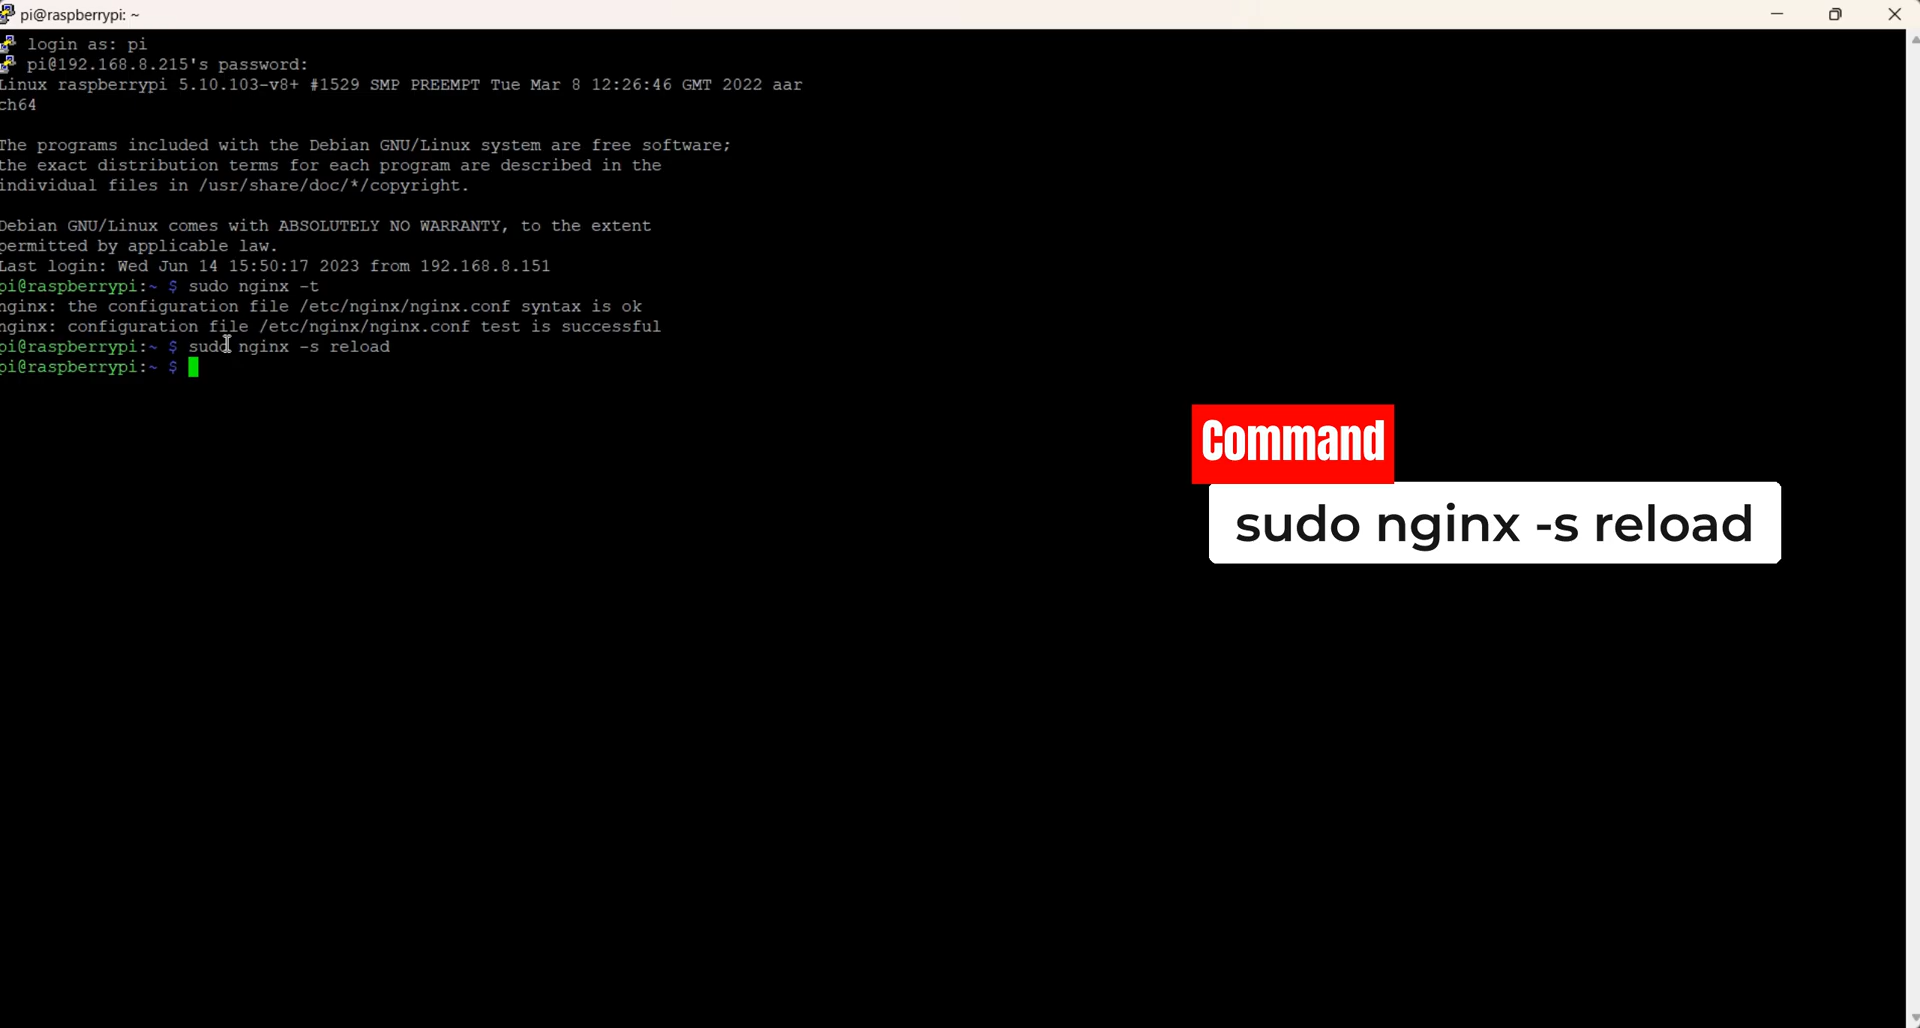 pi@raspberrypi: ~
login as: pi
pi@192.168.8.215's password:
Linux raspberrypi 5.10.103-v8+ #1529 SMP PREEMPT Tue Mar 8 12:26:46 GMT 2022 aar
ch64
The programs included with the Debian GNU/Linux system are free software;
the exact distribution terms for each program are described in the
individual files in /usr/share/doc/*/copyright.
Debian GNU/Linux comes with ABSOLUTELY NO WARRANTY, to the extent
permitted by applicable law.
Last login: Wed Jun 14 15:50:17 2023 from 192.168.8.151
pi@raspberrypi:~ $ sudo nginx -t
nginx: the configuration file /etc/nginx/nginx.conf syntax is ok
nginx: configuration file /etc/nginx/nginx.conf test is successful
pi@raspberrypi:~ $ sudo nginx -s reload
pi@raspberrypi:~ $
Command
sudo nginx -s reload